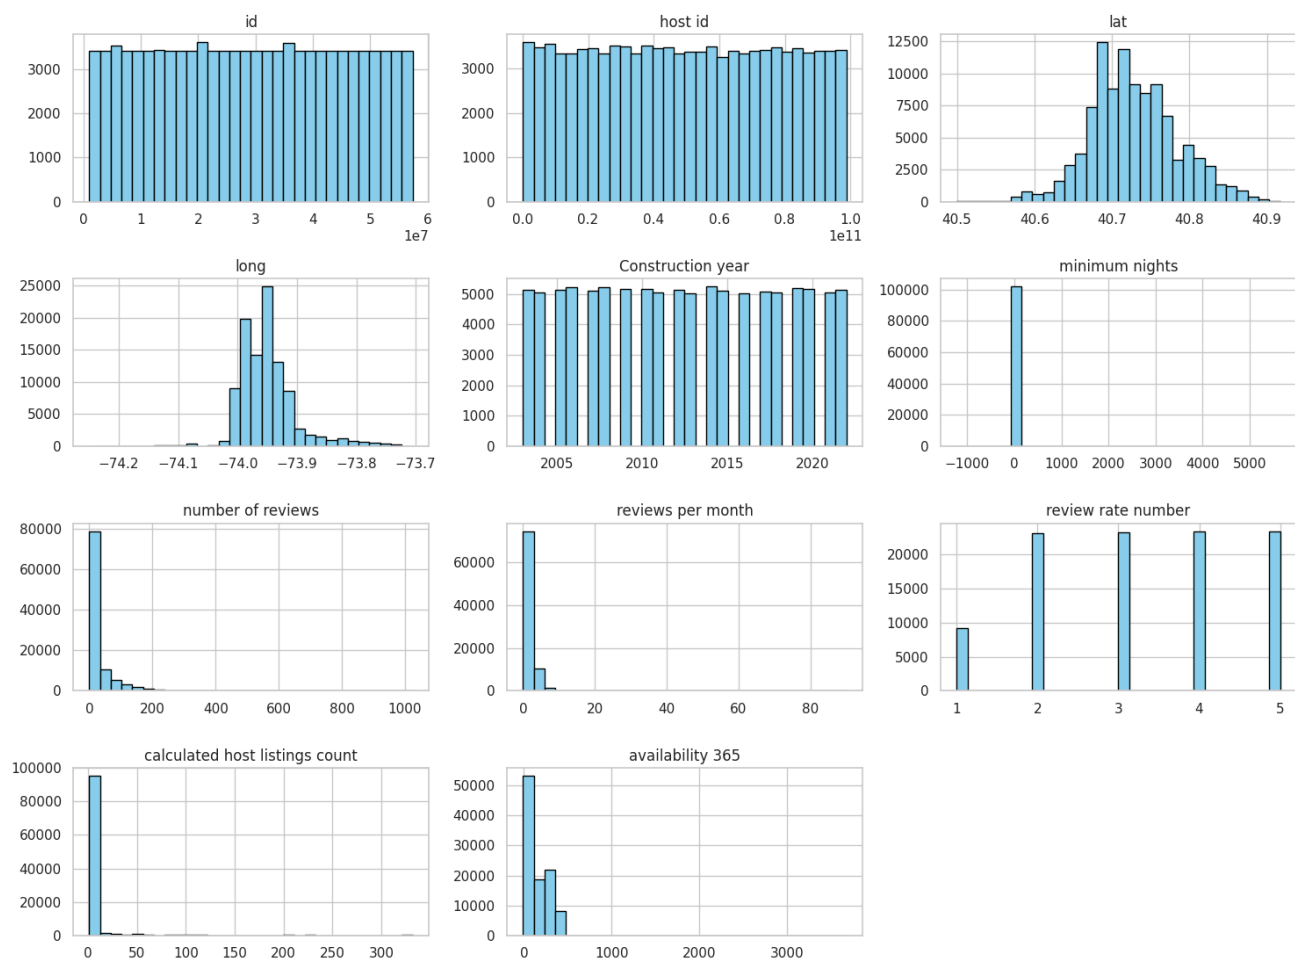 id
3000
2000
1000
0
0 1 2 3 4 5 6
1e7
host id
3000
2000
1000
0
0.0 0.2 0.4 0.6 0.8 1.0
1e11
lat
12500
10000
7500
5000
2500
0
40.5 40.6 40.7 40.8 40.9
long
25000
20000
15000
10000
5000
0
−74.2 −74.1 −74.0 −73.9 −73.8 −73.7
Construction year
5000
4000
3000
2000
1000
0
2005 2010 2015 2020
minimum nights
100000
80000
60000
40000
20000
0
−1000 0 1000 2000 3000 4000 5000
number of reviews
80000
60000
40000
20000
0
0 200 400 600 800 1000
reviews per month
60000
40000
20000
0
0 20 40 60 80
review rate number
20000
15000
10000
5000
0
1 2 3 4 5
calculated host listings count
100000
80000
60000
40000
20000
0
0 50 100 150 200 250 300
availability 365
50000
40000
30000
20000
10000
0
0 1000 2000 3000